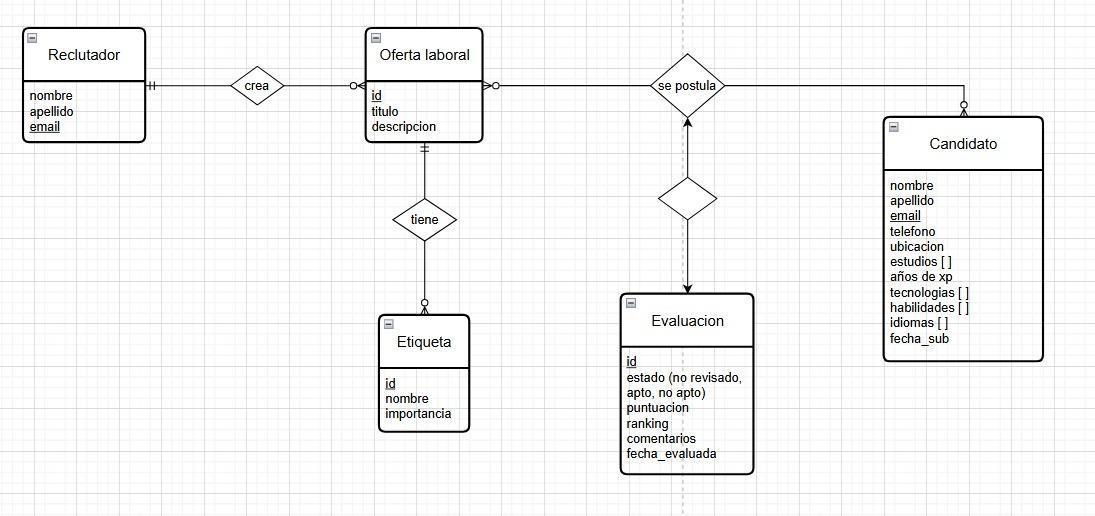 Reclutador
nombre
apellido
email
crea
Oferta laboral
id
titulo
descripcion
se postula
Candidato
nombre
apellido
email
telefono
ubicacion
estudios [ ]
años de xp
tecnologias [ ]
habilidades [ ]
idiomas [ ]
fecha_sub
tiene
Etiqueta
id
nombre
importancia
Evaluacion
id
estado (no revisado,
apto, no apto)
puntuacion
ranking
comentarios
fecha_evaluada